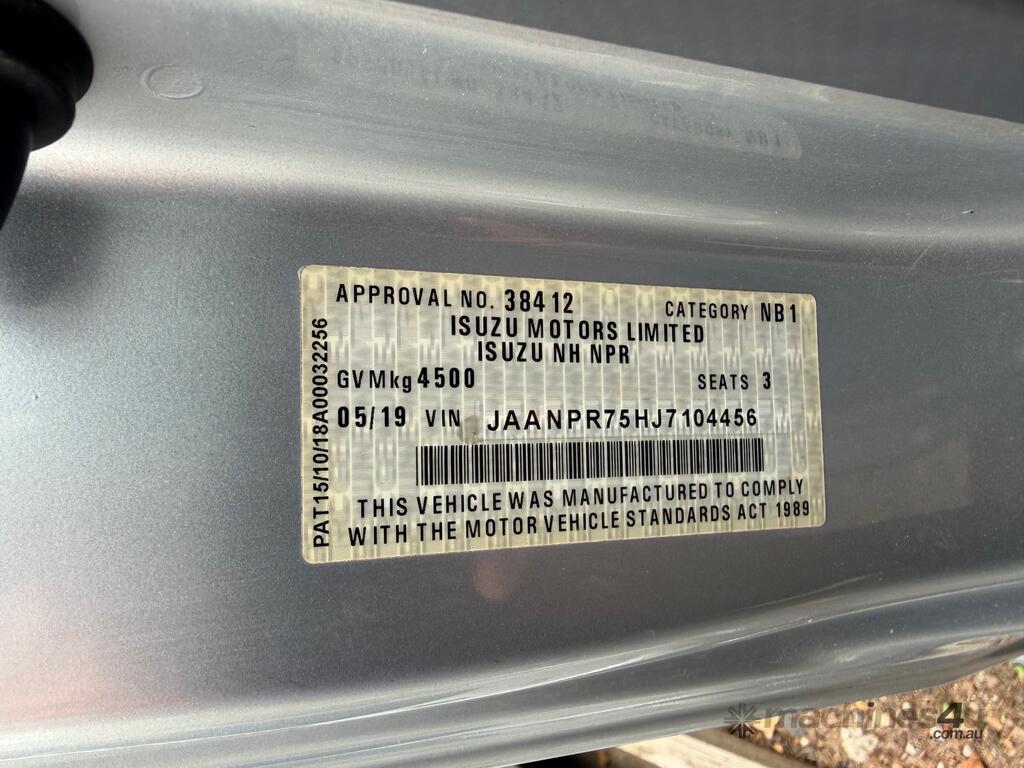 APPROVAL NO. 38412 CATEGORY NB1
ISUZU MOTORS LIMITED
ISUZU NH NPR
GVMkg 4500 SEATS 3
05/19 VIN JAANPR75HJ7104456
THIS VEHICLE WAS MANUFACTURED TO COMPLY
WITH THE MOTOR VEHICLE STANDARDS ACT 1989
PAT15/10/18A00032256
machines4u
.com.au